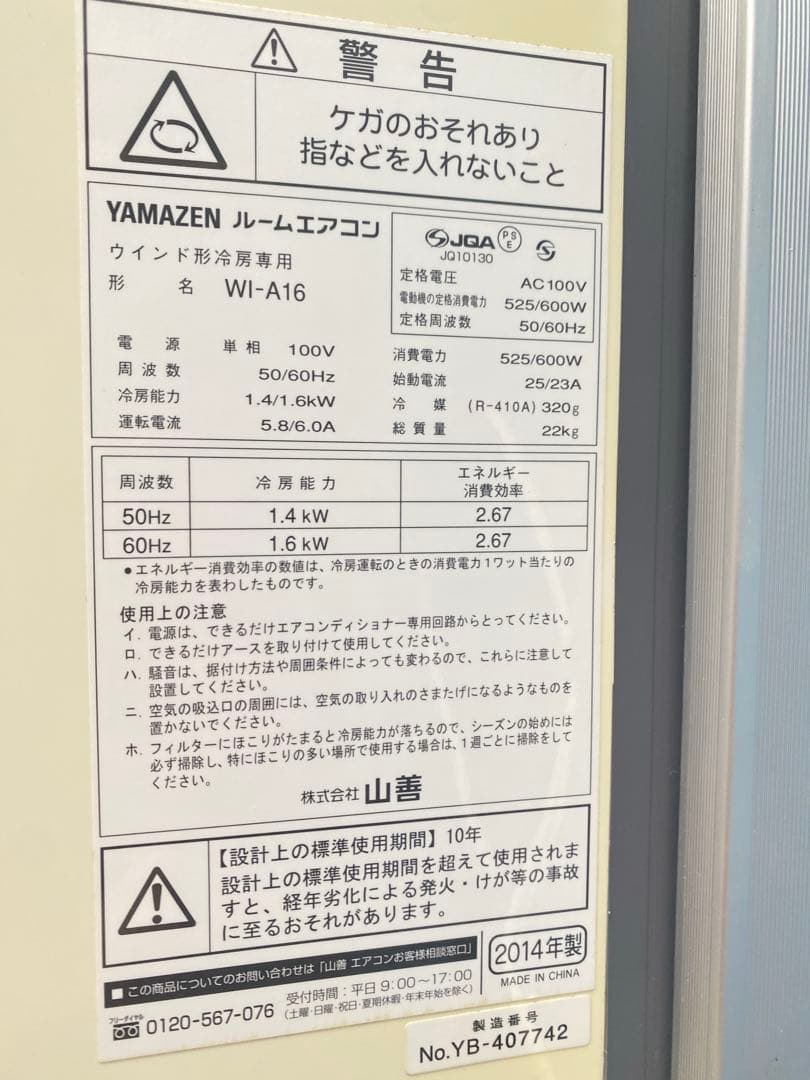 警告
ケガのおそれあり
指などを入れないこと
YAMAZEN ルームエアコン
ウインド形冷房専用
形 名 WI-A16
電源 単相 100V
周波数 50/60Hz
冷房能力 1.4/1.6kW
運転電流 5.8/6.0A
JQA PSE
JQ10130
定格電圧 AC100V
電動機の定格消費電力 525/600W
定格周波数 50/60Hz
消費電力 525/600W
始動電流 25/23A
冷媒 (R-410A) 320g
総質量 22kg
周波数 冷房能力 エネルギー
消費効率
50Hz 1.4 kW 2.67
60Hz 1.6 kW 2.67
●エネルギー消費効率の数値は、冷房運転のときの消費電力1ワット当たりの
冷房能力を表わしたものです。
使用上の注意
イ. 電源は、できるだけエアコンディショナー専用回路からとってください。
ロ. できるだけアースを取り付けて使用してください。
ハ. 騒音は、据付け方法や周囲条件によっても変わるので、これらに注意して
設置してください。
ニ. 空気の吸込口の周囲には、空気の取り入れのさまたげになるようなものを
置かないでください。
ホ. フィルターにほこりがたまると冷房能力が落ちるので、シーズンの始めには
必ず掃除し、特にほこりの多い場所で使用する場合は、1週ごとに掃除をして
ください。
株式会社 山善
【設計上の標準使用期間】10年
設計上の標準使用期間を超えて使用されま
すと、経年劣化による発火・けが等の事故
に至るおそれがあります。
■ この商品についてのお問い合わせは「山善 エアコンお客様相談窓口」
フリーダイヤル
0120-567-076 受付時間：平日 9:00〜17:00
(土曜・日曜・祝日・夏期休暇・年末年始を除く)
2014年製
MADE IN CHINA
製造番号
No.YB-407742